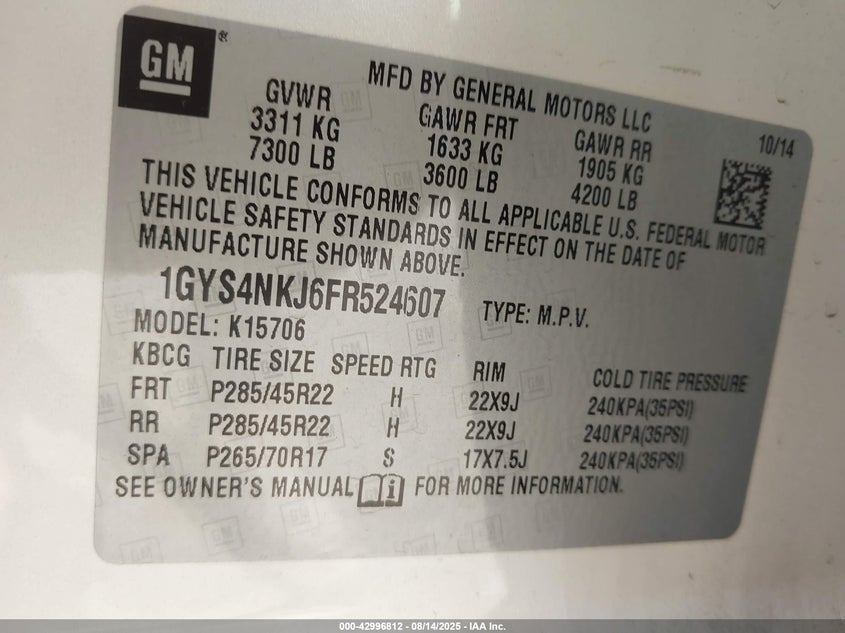 GM ®
MFD BY GENERAL MOTORS LLC
GVWR GAWR FRT GAWR RR 10/14
3311 KG 1633 KG 1905 KG
7300 LB 3600 LB 4200 LB
THIS VEHICLE CONFORMS TO ALL APPLICABLE U.S. FEDERAL MOTOR
VEHICLE SAFETY STANDARDS IN EFFECT ON THE DATE OF
MANUFACTURE SHOWN ABOVE.
1GYS4NKJ6FR524607 TYPE: M.P.V.
MODEL: K15706
KBCG TIRE SIZE SPEED RTG RIM COLD TIRE PRESSURE
FRT P285/45R22 H 22X9J 240KPA(35PSI)
RR P285/45R22 H 22X9J 240KPA(35PSI)
SPA P265/70R17 S 17X7.5J 240KPA(35PSI)
SEE OWNER'S MANUAL FOR MORE INFORMATION.
000-42996812 - 08/14/2025 - IAA Inc.